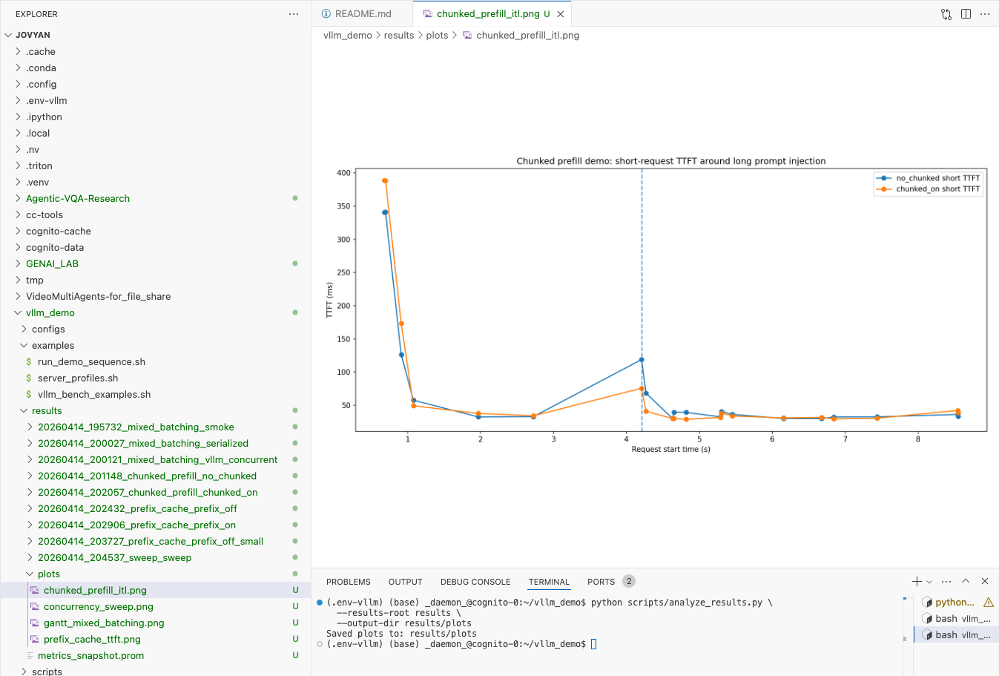 EXPLORER
JOVYAN
.cache
.conda
.config
.env-vllm
.ipython
.local
.nv
.triton
.venv
Agentic-VQA-Research
cc-tools
cognito-cache
cognito-data
GENAI_LAB
tmp
VideoMultiAgents-for_file_share
vllm_demo
configs
examples
$ run_demo_sequence.sh
$ server_profiles.sh
$ vllm_bench_examples.sh
results
20260414_195732_mixed_batching_smoke
20260414_200027_mixed_batching_serialized
20260414_200121_mixed_batching_vllm_concurrent
20260414_201148_chunked_prefill_no_chunked
20260414_202057_chunked_prefill_chunked_on
20260414_202432_prefix_cache_prefix_off
20260414_202906_prefix_cache_prefix_on
20260414_203727_prefix_cache_prefix_off_small
20260414_204537_sweep_sweep
plots
chunked_prefill_itl.png U
concurrency_sweep.png U
gantt_mixed_batching.png U
prefix_cache_ttft.png U
metrics_snapshot.prom U
scripts
README.md
chunked_prefill_itl.png U
vllm_demo > results > plots > chunked_prefill_itl.png
Chunked prefill demo: short-request TTFT around long prompt injection
no_chunked short TTFT
chunked_on short TTFT
TTFT (ms)
400
350
300
250
200
150
100
50
1 2 3 4 5 6 7 8
Request start time (s)
PROBLEMS OUTPUT DEBUG CONSOLE TERMINAL PORTS 2
(.env-vllm) (base) _daemon_@cognito-0:~/vllm_demo$ python scripts/analyze_results.py \
--results-root results \
--output-dir results/plots
Saved plots to: results/plots
(.env-vllm) (base) _daemon_@cognito-0:~/vllm_demo$
python...
bash vllm_...
bash vllm_...